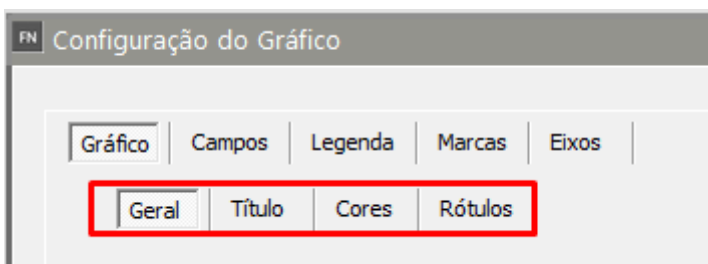 FN Configuração do Gráfico
Gráfico Campos Legenda Marcas Eixos
Geral Título Cores Rótulos